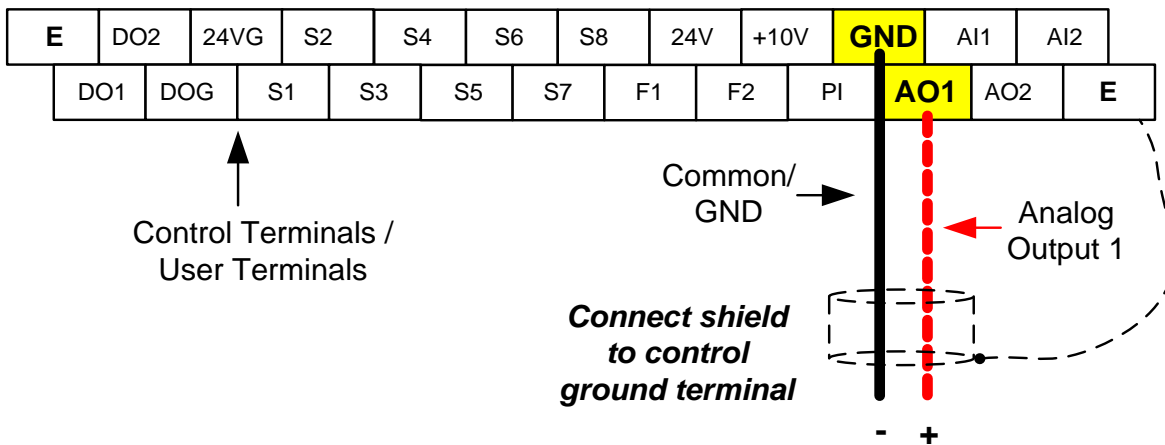 E DO2 24VG S2 S4 S6 S8 24V +10V GND AI1 AI2
DO1 DOG S1 S3 S5 S7 F1 F2 PI AO1 AO2 E
Control Terminals /
User Terminals
Common/
GND
Analog
Output 1
Connect shield
to control
ground terminal
- +